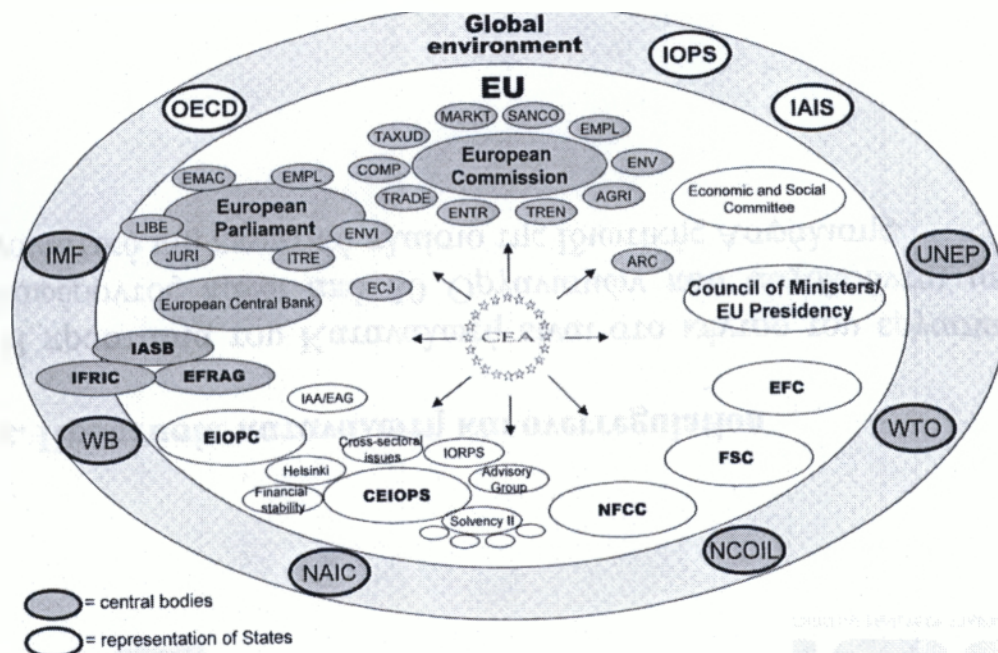 Global
environment
IOPS
EU
OECD
IAIS
MARKT
SANCO
TAXUD
EMPL
COMP
European
Commission
ENV
TRADE
AGRI
ENTR
TREN
EMAC
EMPL
European
Parliament
LIBE
ENVI
JURI
ITRE
Economic and Social
Committee
IMF
UNEP
ARC
European Central Bank
ECJ
Council of Ministers/
EU Presidency
CEA
IASB
IFRIC
EFRAG
EFC
IAA/EAG
WB
EIOPC
WTO
Cross-sectoral
issues
IORPS
FSC
Helsinki
Advisory
Group
Financial
stability
CEIOPS
NFCC
Solvency II
NCOIL
NAIC
= central bodies
= representation of States